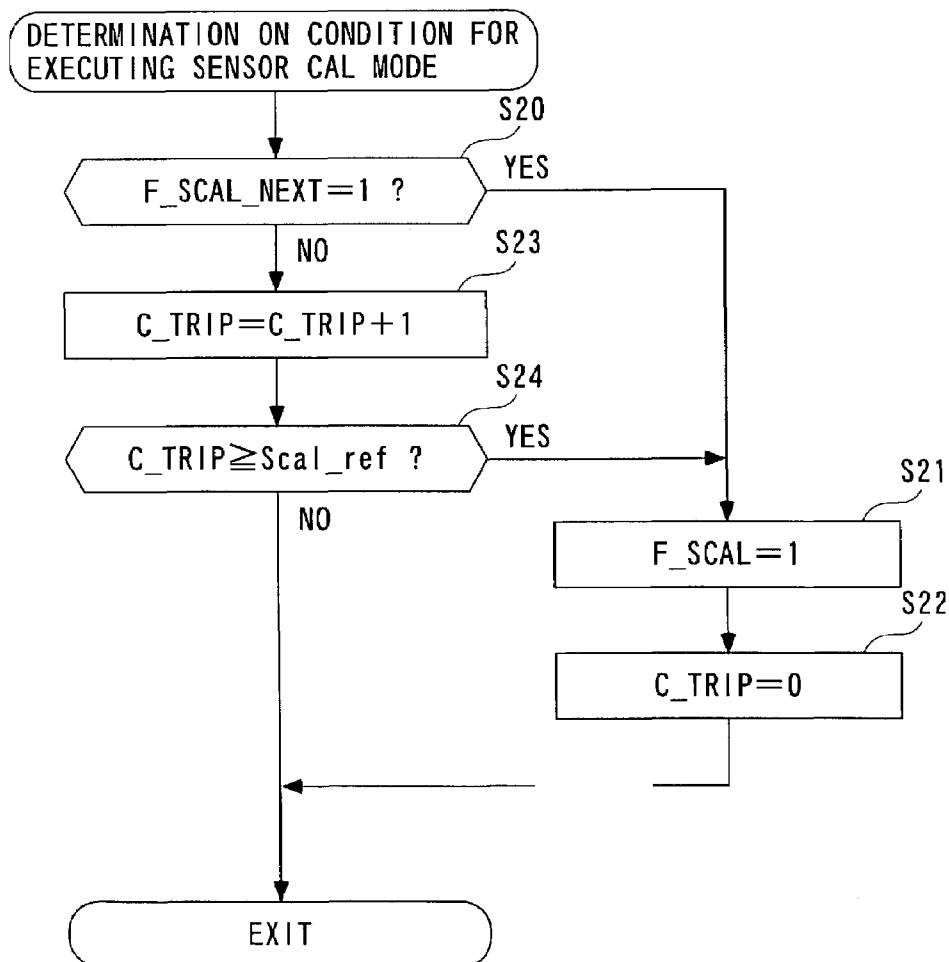 DETERMINATION ON CONDITION FOR
EXECUTING SENSOR CAL MODE
S20
F_SCAL_NEXT=1 ?
YES
NO
S23
C_TRIP=C_TRIP+1
S24
C_TRIP≧Scal_ref ?
YES
NO
S21
F_SCAL=1
S22
C_TRIP=0
EXIT